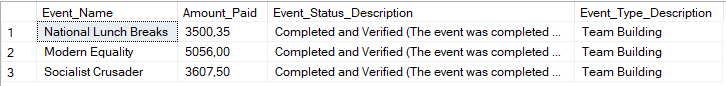 Event_Name Amount_Paid Event_Status_Description Event_Type_Description
1 National Lunch Breaks 3500,35 Completed and Verified (The event was completed ... Team Building
2 Modern Equality 5056,00 Completed and Verified (The event was completed ... Team Building
3 Socialist Crusader 3607,50 Completed and Verified (The event was completed ... Team Building